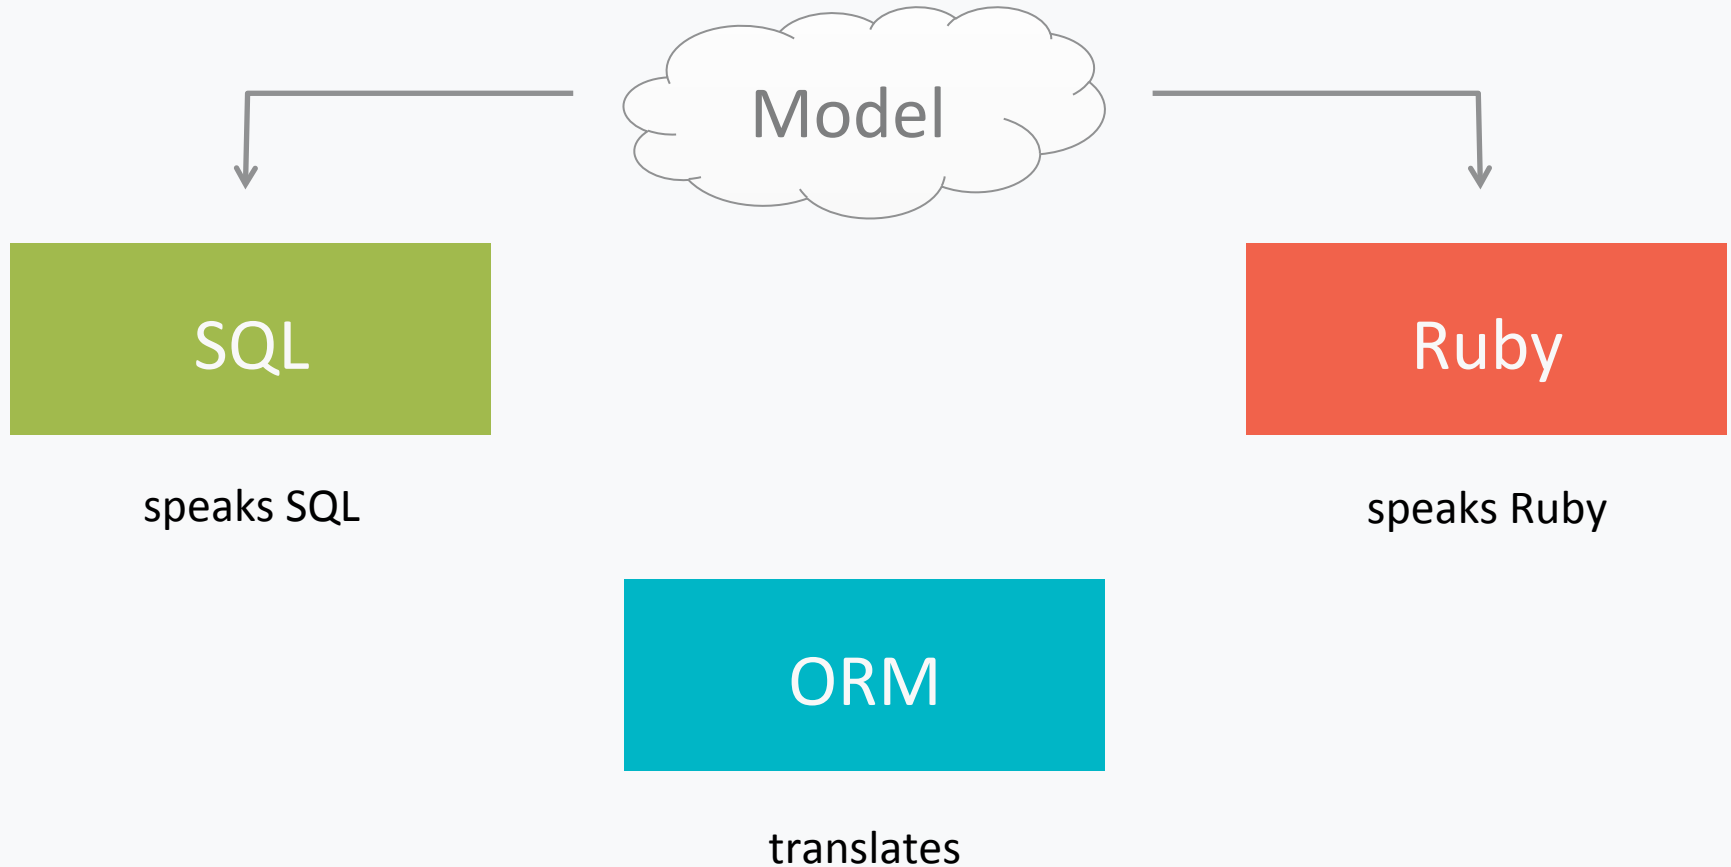 Model
SQL
Ruby
speaks SQL
speaks Ruby
ORM
translates